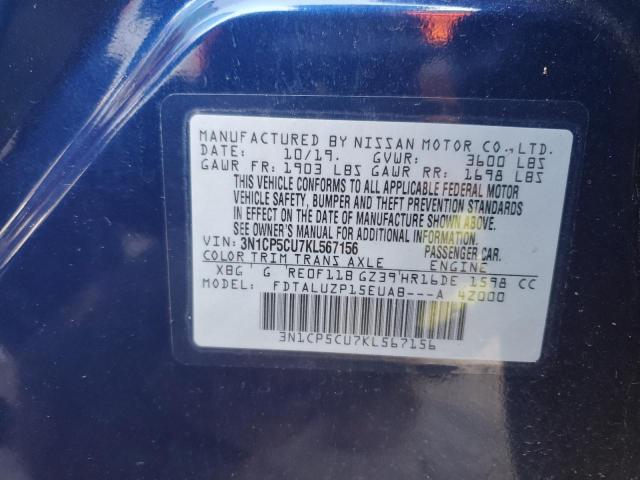 MANUFACTURED BY NISSAN MOTOR CO., LTD.
DATE: 10/19. GVWR: 3600 LBS
GAWR FR: 1903 LBS GAWR RR: 1698 LBS
THIS VEHICLE CONFORMS TO ALL APPLICABLE FEDERAL MOTOR
VEHICLE SAFETY, BUMPER AND THEFT PREVENTION STANDARDS
IN EFFECT ON THE DATE OF MANUFACTURE SHOWN ABOVE.
SEE OWNER'S MANUAL FOR ADDITIONAL INFORMATION.
VIN: 3N1CP5CU7KL567156 PASSENGER CAR.
COLOR TRIM TRANS AXLE ENGINE
XBG G RE0F11B GZ39 HR16DE 1598 CC
MODEL: FDTALUZP15EUAB---A 4Z000
3N1CP5CU7KL567156